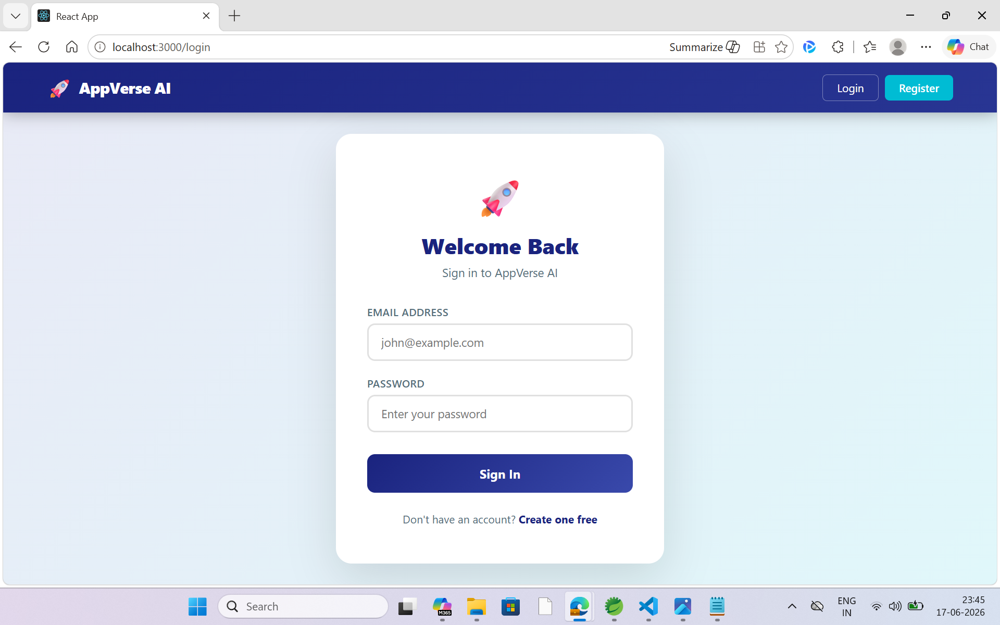 React App
localhost:3000/login
Summarize
Chat
AppVerse AI
Login
Register
Welcome Back
Sign in to AppVerse AI
EMAIL ADDRESS
john@example.com
PASSWORD
Enter your password
Sign In
Don't have an account? Create one free
Search
M365
ENG
IN
23:45
17-06-2026